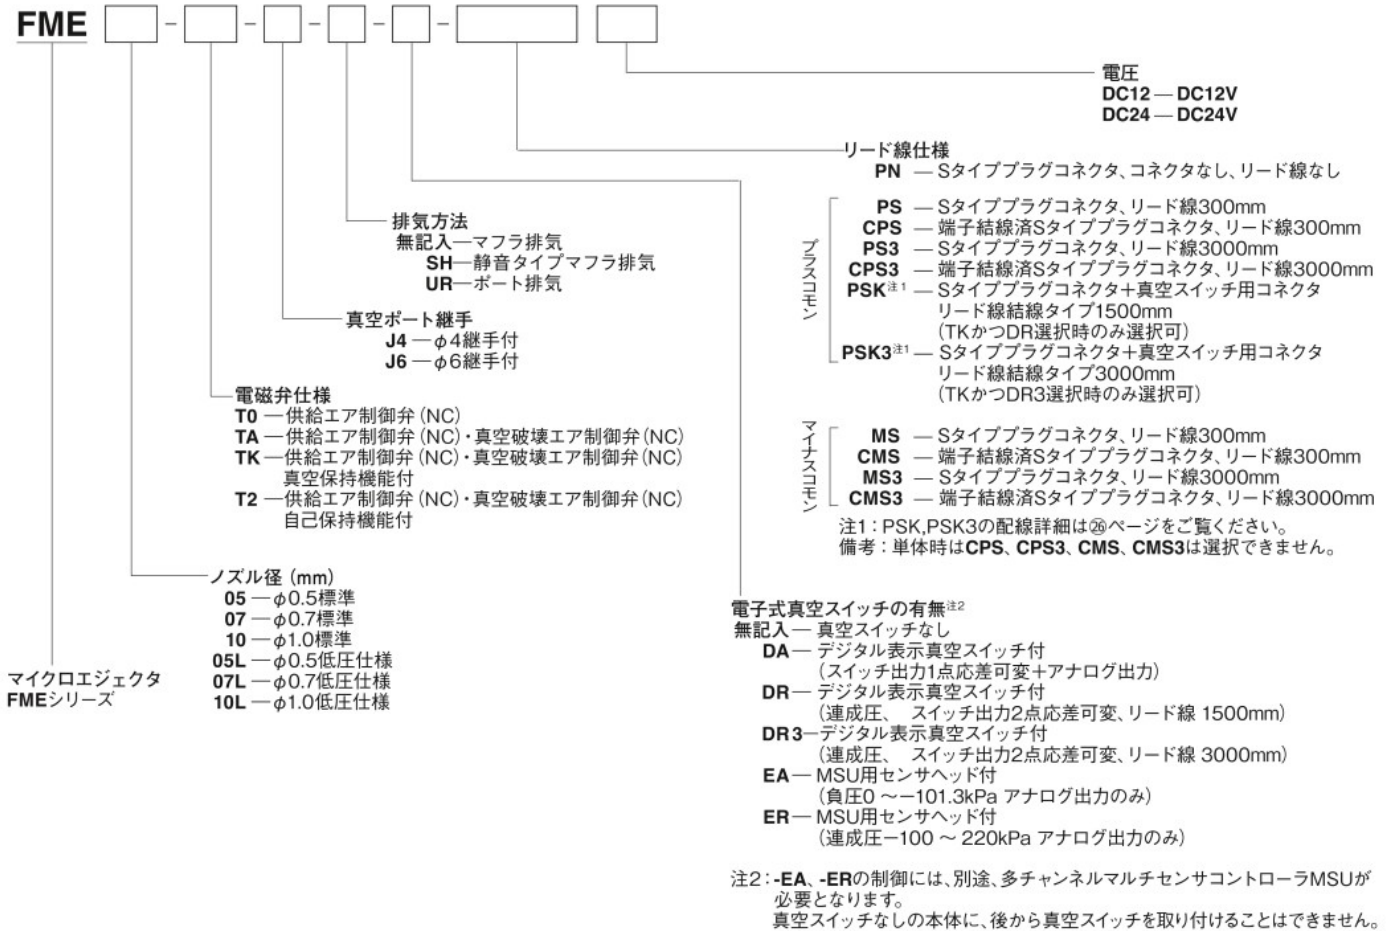 FME - - - - -
電圧
DC12 — DC12V
DC24 — DC24V
リード線仕様
PN — Sタイププラグコネクタ、コネクタなし、リード線なし
プラスコモン
PS — Sタイププラグコネクタ、リード線300mm
CPS — 端子結線済Sタイププラグコネクタ、リード線300mm
PS3 — Sタイププラグコネクタ、リード線3000mm
CPS3 — 端子結線済Sタイププラグコネクタ、リード線3000mm
PSK注1 — Sタイププラグコネクタ＋真空スイッチ用コネクタ
リード線結線タイプ1500mm
（TKかつDR選択時のみ選択可）
PSK3注1 — Sタイププラグコネクタ＋真空スイッチ用コネクタ
リード線結線タイプ3000mm
（TKかつDR3選択時のみ選択可）
マイナスコモン
MS — Sタイププラグコネクタ、リード線300mm
CMS — 端子結線済Sタイププラグコネクタ、リード線300mm
MS3 — Sタイププラグコネクタ、リード線3000mm
CMS3 — 端子結線済Sタイププラグコネクタ、リード線3000mm
注1：PSK,PSK3の配線詳細は㉖ページをご覧ください。
備考：単体時はCPS、CPS3、CMS、CMS3は選択できません。
排気方法
無記入—マフラ排気
SH—静音タイプマフラ排気
UR—ポート排気
真空ポート継手
J4 — φ4継手付
J6 — φ6継手付
電磁弁仕様
T0 — 供給エア制御弁（NC）
TA — 供給エア制御弁（NC）・真空破壊エア制御弁（NC）
TK — 供給エア制御弁（NC）・真空破壊エア制御弁（NC）
真空保持機能付
T2 — 供給エア制御弁（NC）・真空破壊エア制御弁（NC）
自己保持機能付
ノズル径（mm）
05 — φ0.5標準
07 — φ0.7標準
10 — φ1.0標準
05L — φ0.5低圧仕様
07L — φ0.7低圧仕様
10L — φ1.0低圧仕様
マイクロエジェクタ
FMEシリーズ
電子式真空スイッチの有無注2
無記入— 真空スイッチなし
DA— デジタル表示真空スイッチ付
（スイッチ出力1点応差可変＋アナログ出力）
DR— デジタル表示真空スイッチ付
（連成圧、　スイッチ出力2点応差可変、リード線 1500mm）
DR3—デジタル表示真空スイッチ付
（連成圧、　スイッチ出力2点応差可変、リード線 3000mm）
EA— MSU用センサヘッド付
（負圧0 ～−101.3kPa アナログ出力のみ）
ER— MSU用センサヘッド付
（連成圧−100 ～ 220kPa アナログ出力のみ）
注2：-EA、-ERの制御には、別途、多チャンネルマルチセンサコントローラMSUが
必要となります。
真空スイッチなしの本体に、後から真空スイッチを取り付けることはできません。